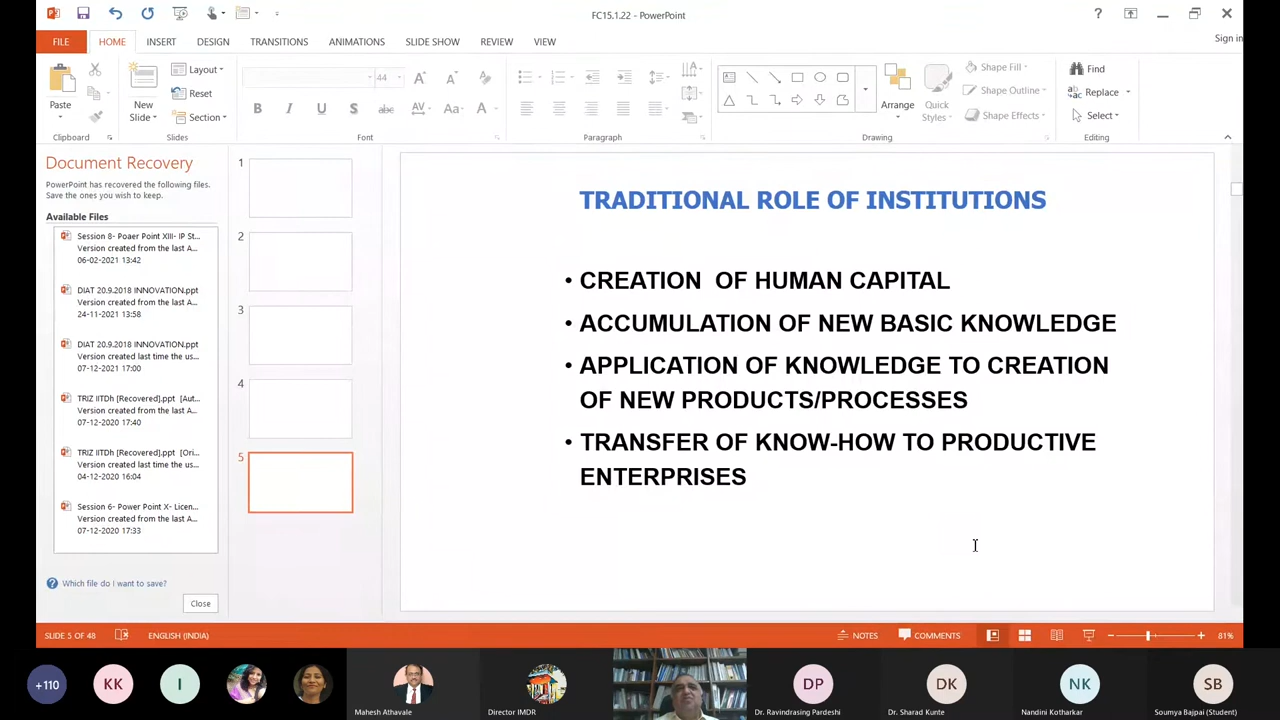 FC15.1.22 - PowerPoint
?
Sign in
FILE
HOME
INSERT
DESIGN
TRANSITIONS
ANIMATIONS
SLIDE SHOW
REVIEW
VIEW
Paste
New
Slide
Layout
Reset
Section
44
B I U S abc AV Aa A
Arrange
Quick
Styles
Shape Fill
Shape Outline
Shape Effects
Find
Replace
Select
Clipboard
Slides
Font
Paragraph
Drawing
Editing
Document Recovery
PowerPoint has recovered the following files.
Save the ones you wish to keep.
Available Files
Session 8- Poaer Point XIII- IP St...
Version created from the last A...
06-02-2021 13:42
DIAT 20.9.2018 INNOVATION.ppt
Version created from the last A...
24-11-2021 13:58
DIAT 20.9.2018 INNOVATION.ppt
Version created last time the us...
07-12-2021 17:00
TRIZ IITDh [Recovered].ppt [Aut...
Version created from the last A...
07-12-2020 17:40
TRIZ IITDh [Recovered].ppt [Ori...
Version created last time the us...
04-12-2020 16:04
Session 6- Power Point X- Licen...
Version created from the last A...
07-12-2020 17:33
Which file do I want to save?
Close
1
2
3
4
5
TRADITIONAL ROLE OF INSTITUTIONS
• CREATION OF HUMAN CAPITAL
• ACCUMULATION OF NEW BASIC KNOWLEDGE
• APPLICATION OF KNOWLEDGE TO CREATION
OF NEW PRODUCTS/PROCESSES
• TRANSFER OF KNOW-HOW TO PRODUCTIVE
ENTERPRISES
SLIDE 5 OF 48
ENGLISH (INDIA)
NOTES
COMMENTS
81%
+110
KK
I
Mahesh Athavale
Director IMDR
DP
Dr. Ravindrasing Pardeshi
DK
Dr. Sharad Kunte
NK
Nandini Kotharkar
SB
Soumya Bajpai (Student)